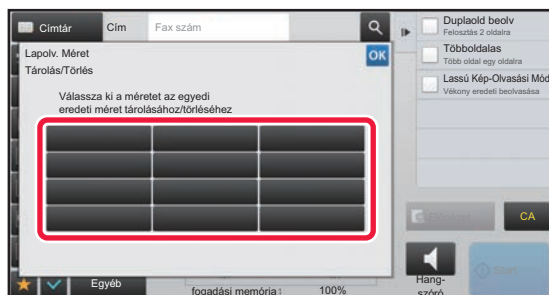 Címtár
Cím
Fax szám
Lapolv. Méret
Tárolás/Törlés
OK
Válassza ki a méretet az egyedi
eredeti méret tárolásához/törléséhez
Duplaold beolv
Felosztás 2 oldalra
Többoldalas
Több oldal egy oldalra
Lassú Kép-Olvasási Mód
Vékony eredeti beolvasása
CA
Start
Egyéb
fogadási memória:
100%
Hang-
szóró